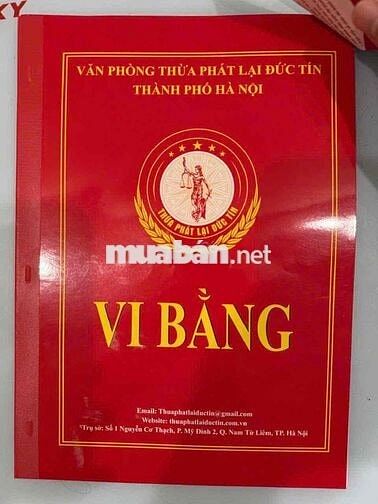 KY
VĂN PHÒNG THỪA PHÁT LẠI ĐỨC TÍN
THÀNH PHỐ HÀ NỘI
THỪA PHÁT LẠI ĐỨC TÍN
muaban.net
VI BẰNG
Email: Thuaphatlaiductin@gmail.com
Website: thuaphatlaiductin.com.vn
Trụ sở: Số 1 Nguyễn Cơ Thạch, P. Mỹ Đình 2, Q. Nam Từ Liêm, TP. Hà Nội